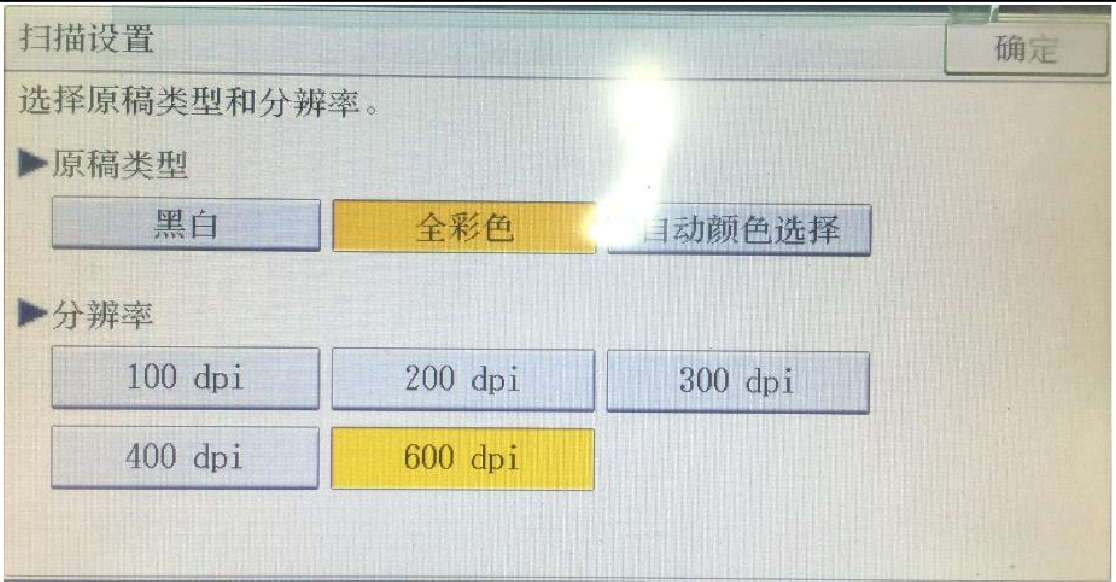 扫描设置
确定
选择原稿类型和分辨率。
▶原稿类型
黑白 全彩色 自动颜色选择
▶分辨率
100 dpi 200 dpi 300 dpi
400 dpi 600 dpi